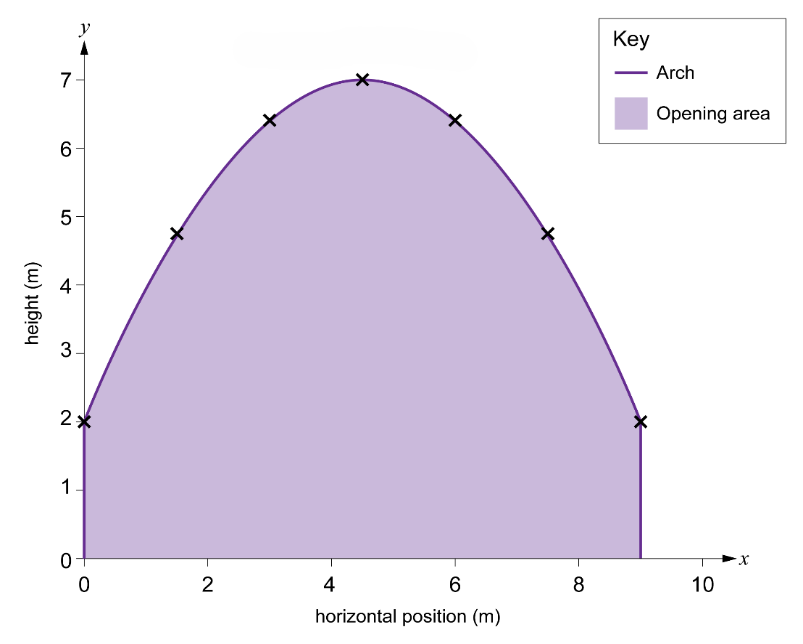 y
Key
Arch
Opening area
7
6
5
4
3
2
1
0
height (m)
0 2 4 6 8 10
x
horizontal position (m)